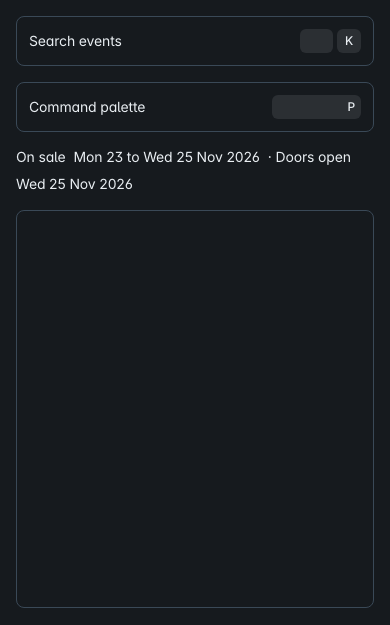 Search events K
Command palette P
On sale Mon 23 to Wed 25 Nov 2026 · Doors open
Wed 25 Nov 2026